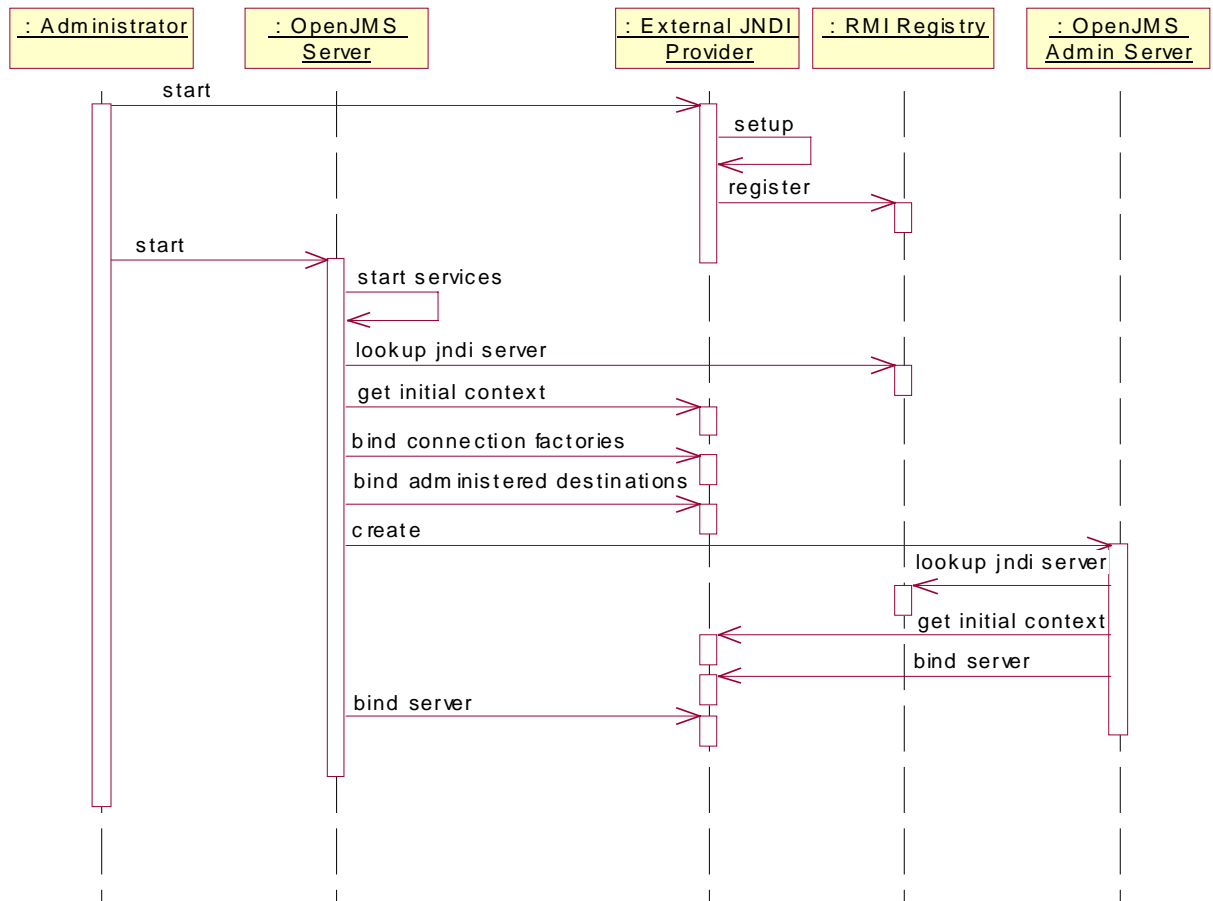 : Administrator
: OpenJMS
Server
: External JNDI
Provider
: RMI Registry
: OpenJMS
Admin Server
start
setup
register
start
start services
lookup jndi server
get initial context
bind connection factories
bind administered destinations
create
lookup jndi server
get initial context
bind server
bind server